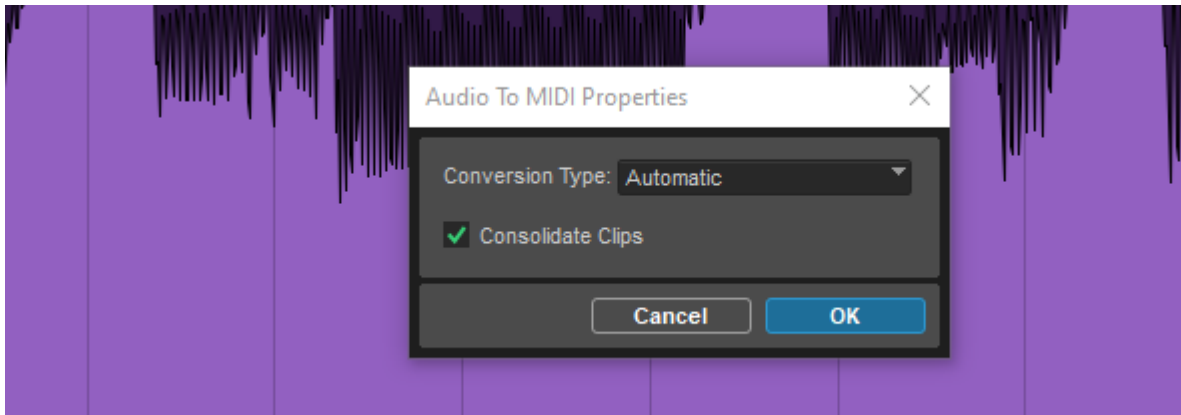 Audio To MIDI Properties
Conversion Type: Automatic
Consolidate Clips
Cancel OK